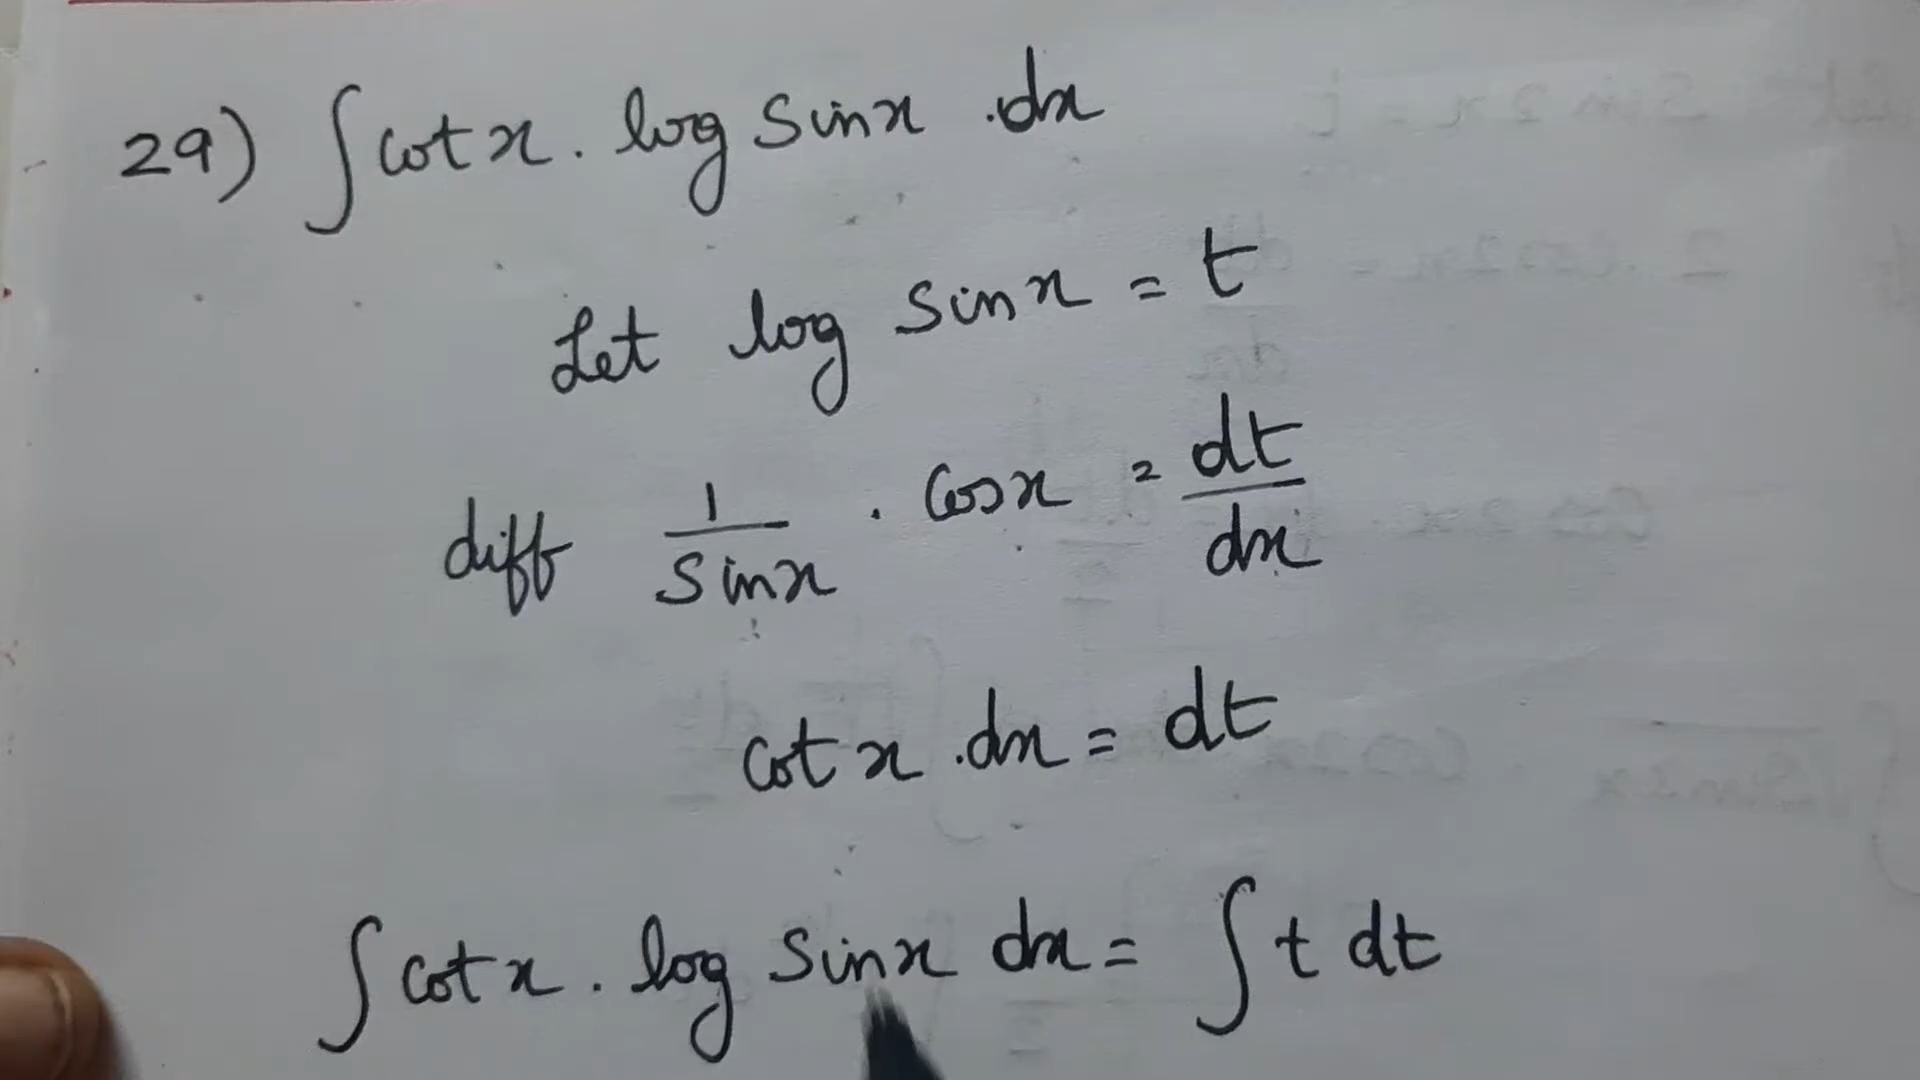 29) ∫ cot x . log sin x .dx
Let log sin x = t
diff 1/sin x . cos x = dt/dx
cot x .dx = dt
∫ cot x . log sin x dx = ∫ t dt